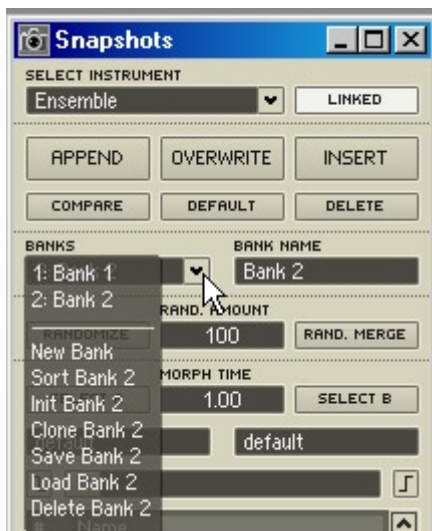 Snapshots
SELECT INSTRUMENT
Ensemble
LINKED
APPEND OVERWRITE INSERT
COMPARE DEFAULT DELETE
BANKS BANK NAME
1: Bank 1
Bank 2
2: Bank 2
RAND. AMOUNT
RANDOMIZE 100 RAND. MERGE
New Bank
Sort Bank 2 MORPH TIME
Init Bank 2 1.00 SELECT B
Clone Bank 2
default default
Save Bank 2
Load Bank 2
Delete Bank 2
# Name